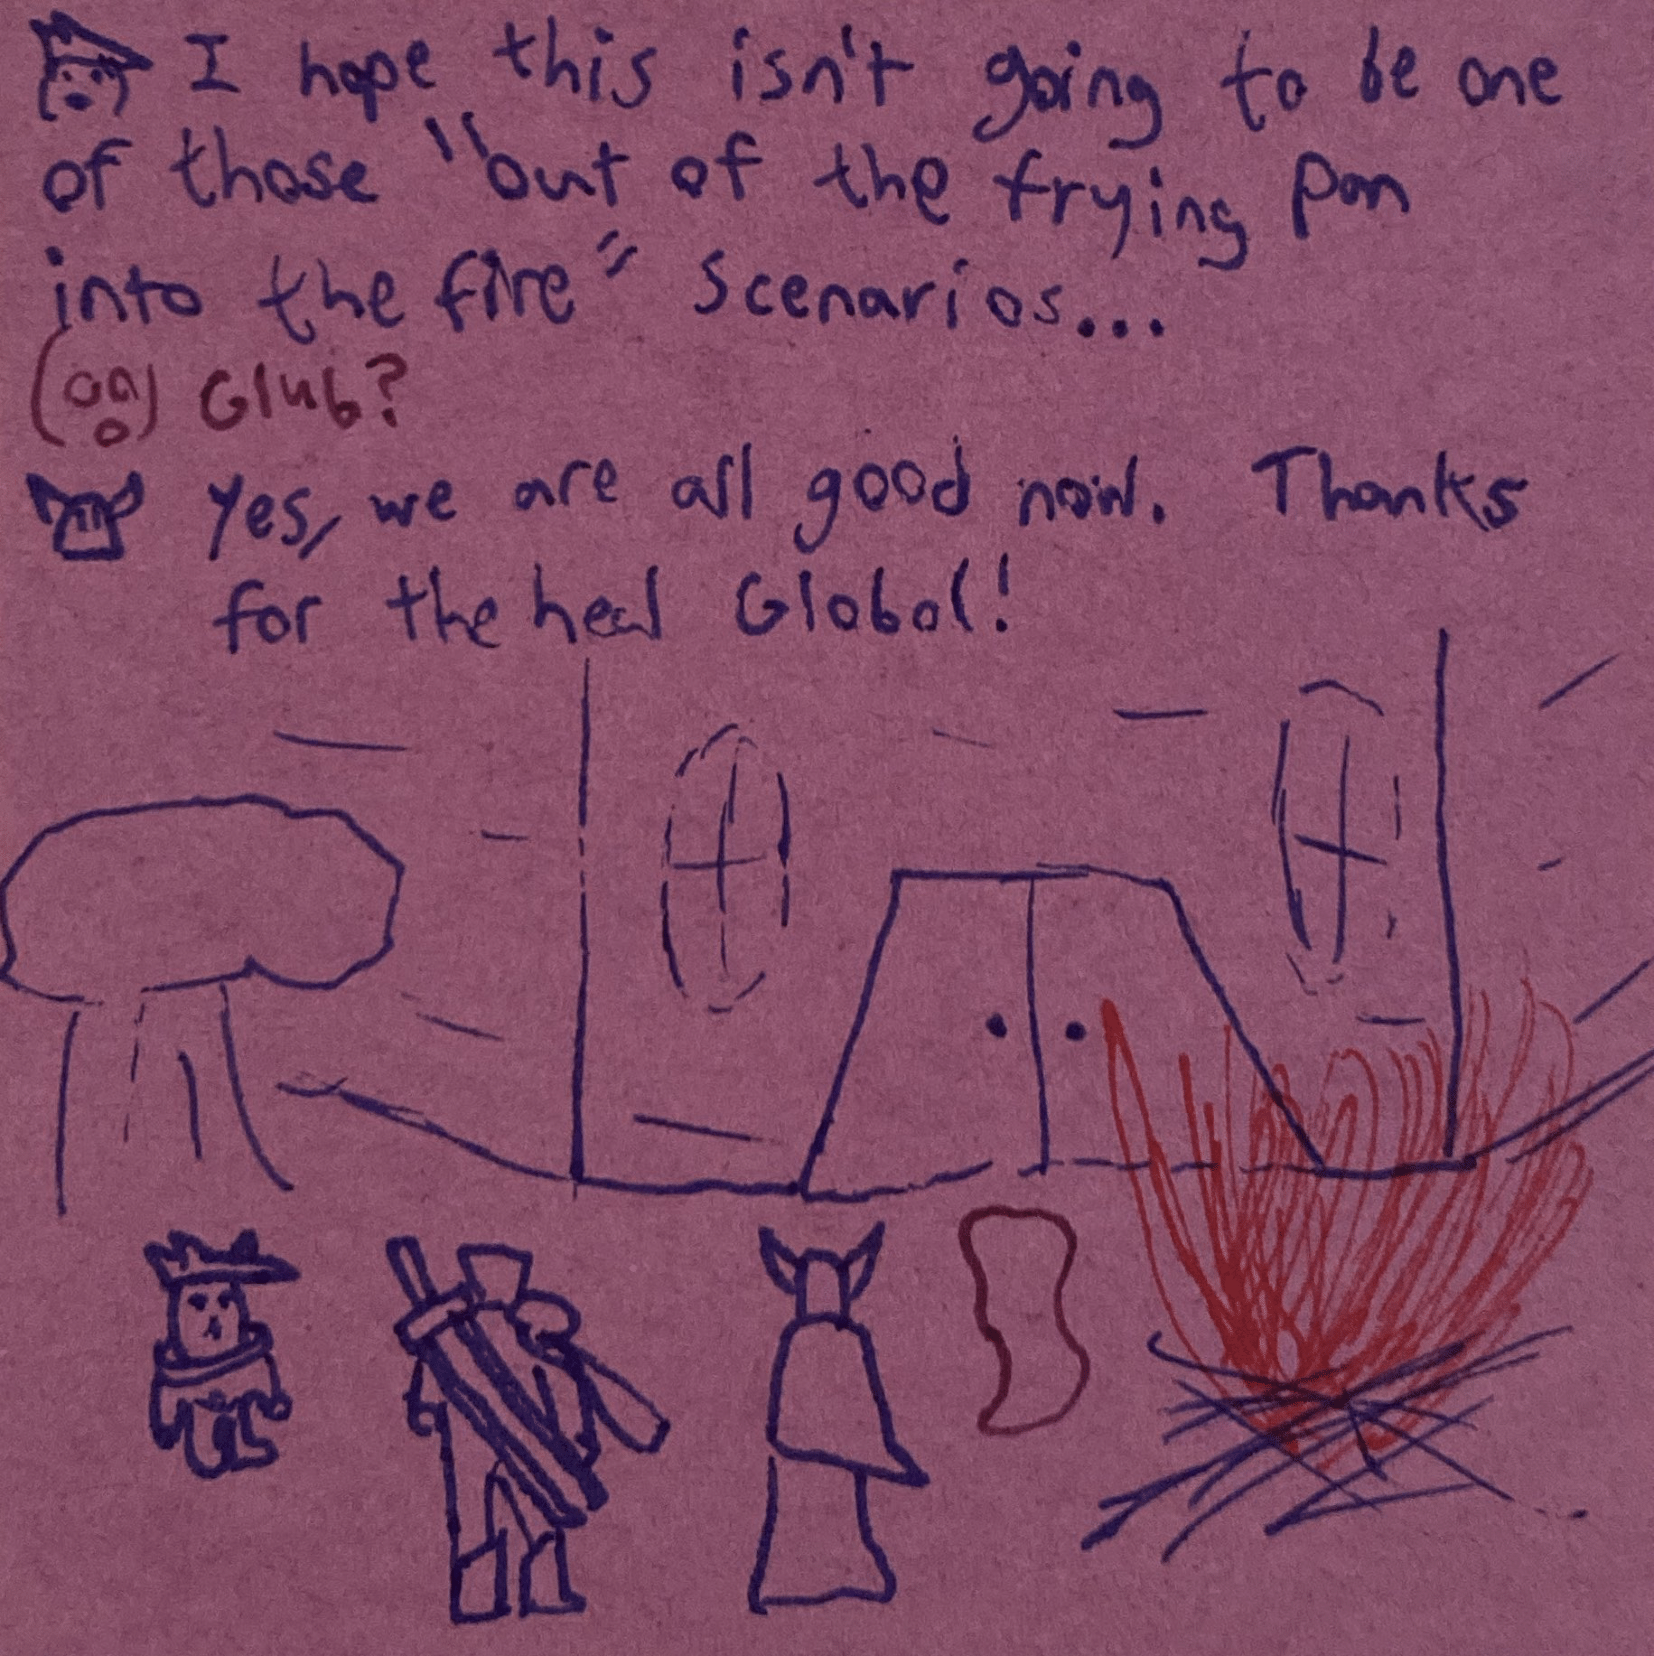 I hope this isn't going to be one
of those "out of the frying pan
into the fire" scenarios...
Glub?
Yes, we are all good now. Thanks
for the heal Global!